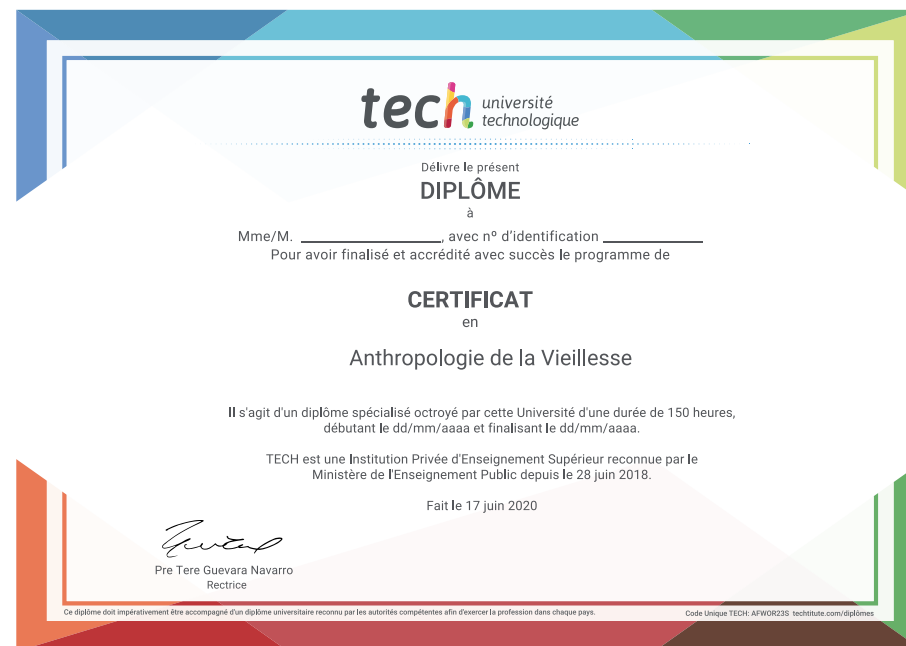 tech université
technologique
Délivre le présent
DIPLÔME
à
Mme/M. ____________________, avec nº d'identification ______________
Pour avoir finalisé et accrédité avec succès le programme de
CERTIFICAT
en
Anthropologie de la Vieillesse
Il s'agit d'un diplôme spécialisé octroyé par cette Université d'une durée de 150 heures,
débutant le dd/mm/aaaa et finalisant le dd/mm/aaaa.
TECH est une Institution Privée d'Enseignement Supérieur reconnue par le
Ministère de l'Enseignement Public depuis le 28 juin 2018.
Fait le 17 juin 2020
Pre Tere Guevara Navarro
Rectrice
Ce diplôme doit impérativement être accompagné d'un diplôme universitaire reconnu par les autorités compétentes afin d'exercer la profession dans chaque pays.
Code Unique TECH: AFWOR23S techtitute.com/diplômes